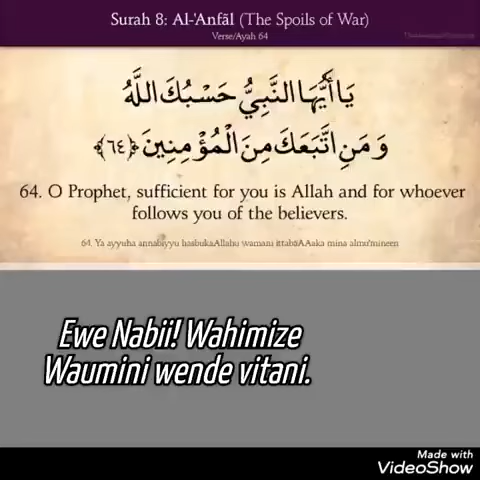 Surah 8: Al-'Anfāl (The Spoils of War)
Verse/Ayah 64
يَا أَيُّهَا النَّبِيُّ حَسْبُكَ اللَّهُ
وَمَنِ اتَّبَعَكَ مِنَ الْمُؤْمِنِينَ ﴿٦٤﴾
64. O Prophet, sufficient for you is Allah and for whoever
follows you of the believers.
64. Ya ayyuha annabiyyu hasbukaAllahu wamani ittabaAAaka mina almu/mineen
Ewe Nabii! Wahimize
Waumini wende vitani.
Made with
VideoShow